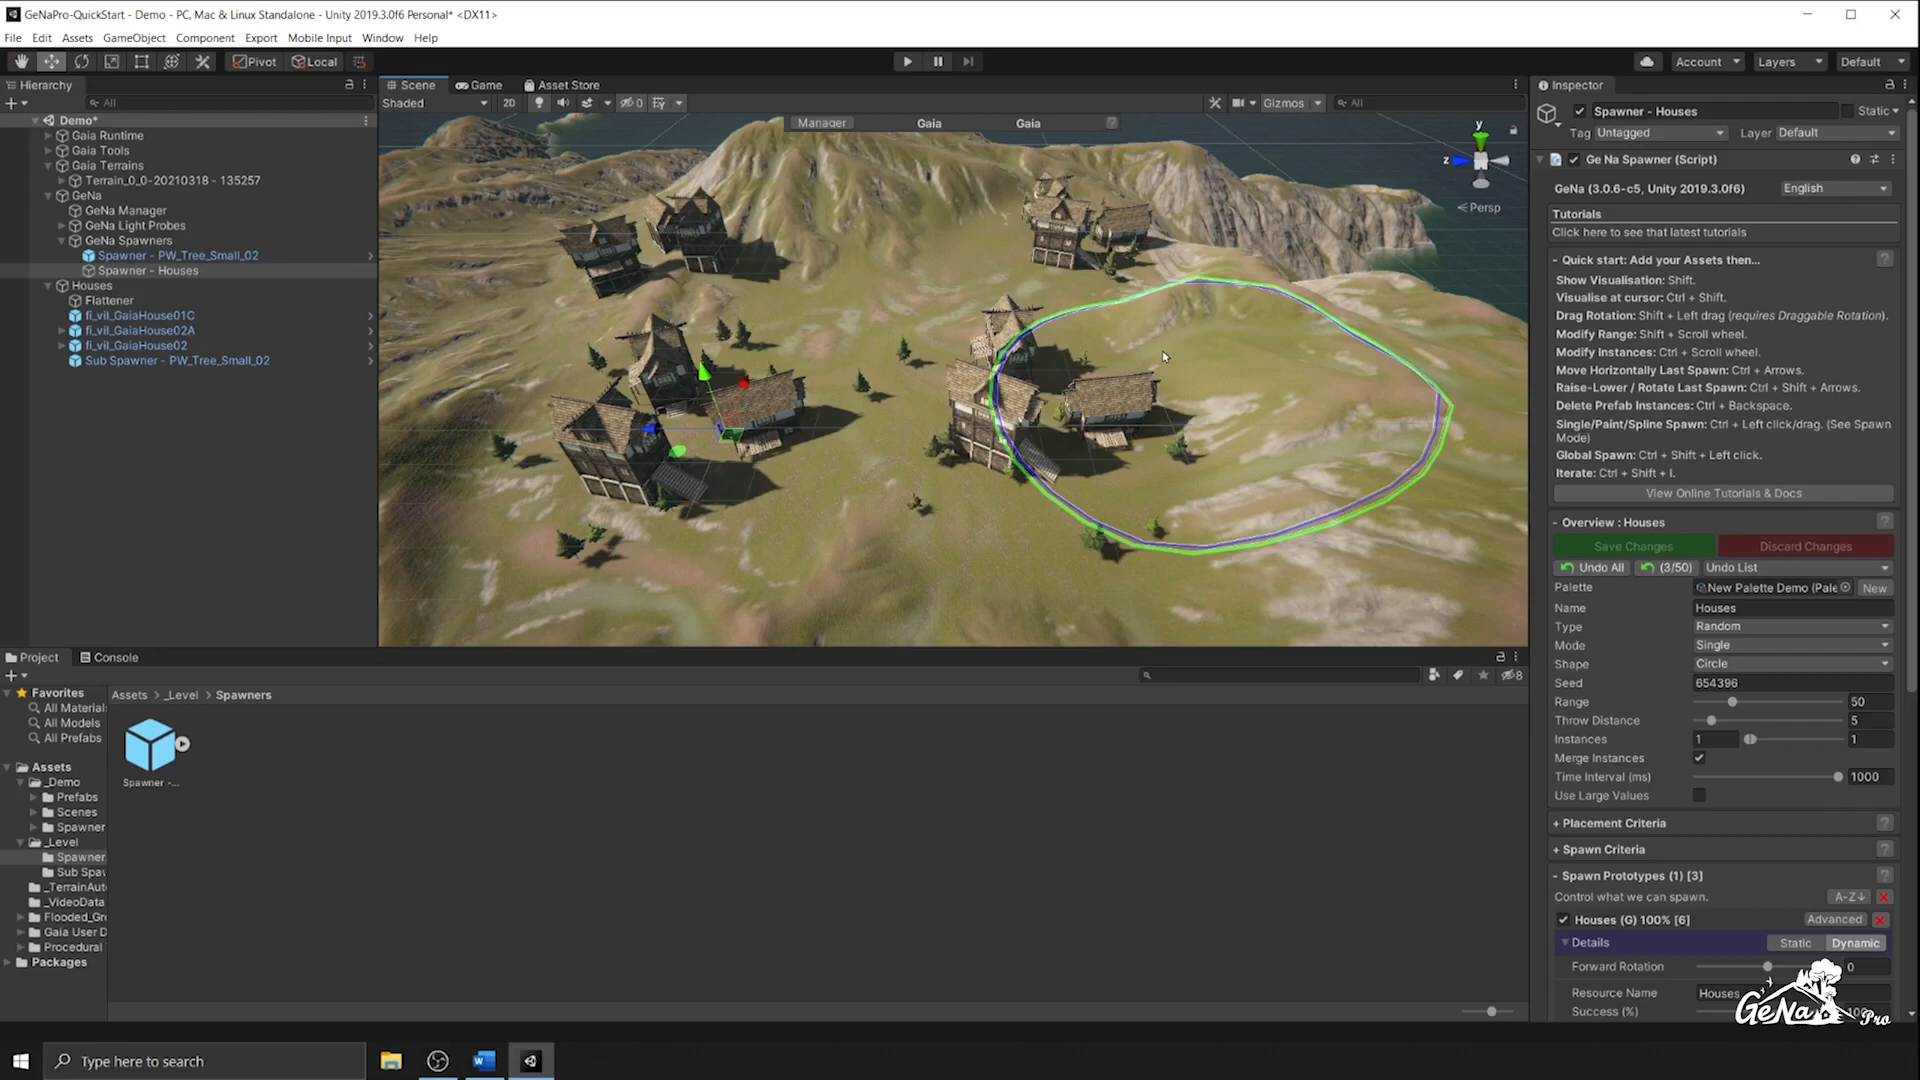 GeNaPro-QuickStart - Demo - PC, Mac & Linux Standalone - Unity 2019.3.0f6 Personal* <DX11>
File Edit Assets GameObject Component Export Mobile Input Window Help
Pivot Local Account Layers Default
Hierarchy
All
Demo*
Gaia Runtime
Gaia Tools
Gaia Terrains
Terrain_0_0-20210318 - 135257
GeNa
GeNa Manager
GeNa Light Probes
GeNa Spawners
Spawner - PW_Tree_Small_02
Spawner - Houses
Houses
Flattener
fi_vil_GaiaHouse01C
fi_vil_GaiaHouse02A
fi_vil_GaiaHouse02
Sub Spawner - PW_Tree_Small_02
Scene Game Asset Store
Shaded 2D 0 Gizmos All
Manager Gaia Gaia ?
y
z
Persp
Inspector
Spawner - Houses Static
Tag Untagged Layer Default
Ge Na Spawner (Script)
GeNa (3.0.6-c5, Unity 2019.3.0f6) English
Tutorials
Click here to see that latest tutorials
- Quick start: Add your Assets then... ?
Show Visualisation: Shift.
Visualise at cursor: Ctrl + Shift.
Drag Rotation: Shift + Left drag (requires Draggable Rotation).
Modify Range: Shift + Scroll wheel.
Modify Instances: Ctrl + Scroll wheel.
Move Horizontally Last Spawn: Ctrl + Arrows.
Raise-Lower / Rotate Last Spawn: Ctrl + Shift + Arrows.
Delete Prefab Instances: Ctrl + Backspace.
Single/Paint/Spline Spawn: Ctrl + Left click/drag. (See Spawn
Mode)
Global Spawn: Ctrl + Shift + Left click.
Iterate: Ctrl + Shift + I.
View Online Tutorials & Docs
- Overview : Houses ?
Save Changes Discard Changes
Undo All (3/50) Undo List
Palette New Palette Demo (Pale New
Name Houses
Type Random
Mode Single
Shape Circle
Seed 654396
Range 50
Throw Distance 5
Instances 1 1
Merge Instances
Time Interval (ms) 1000
Use Large Values
+ Placement Criteria ?
+ Spawn Criteria ?
- Spawn Prototypes (1) [3] ?
Control what we can spawn. A-Z↓
Houses (G) 100% [6] Advanced
Details Static Dynamic
Forward Rotation 0
Resource Name Houses
Success (%)
GeNa Pro
Project Console
8
Favorites
All Material
All Models
All Prefabs
Assets
_Demo
Prefabs
Scenes
Spawner
_Level
Spawner
Sub Spav
_TerrainAut
_VideoData
Flooded_Gr
Gaia User D
Procedural
Packages
Assets > _Level > Spawners
Spawner -...
Type here to search